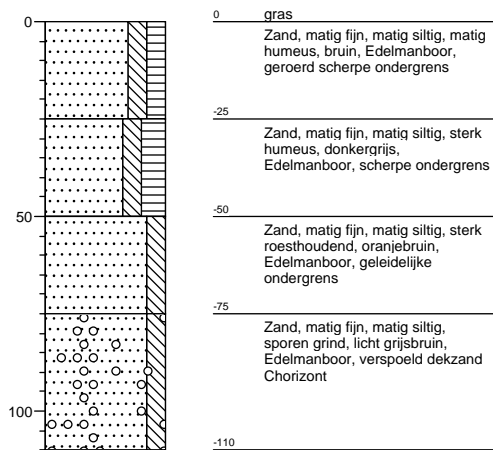 0
0
gras
Zand, matig fijn, matig siltig, matig
humeus, bruin, Edelmanboor,
geroerd scherpe ondergrens
-25
Zand, matig fijn, matig siltig, sterk
humeus, donkergrijs,
Edelmanboor, scherpe ondergrens
50
-50
Zand, matig fijn, matig siltig, sterk
roesthoudend, oranjebruin,
Edelmanboor, geleidelijke
ondergrens
-75
Zand, matig fijn, matig siltig,
sporen grind, licht grijsbruin,
Edelmanboor, verspoeld dekzand
Chorizont
100
-110